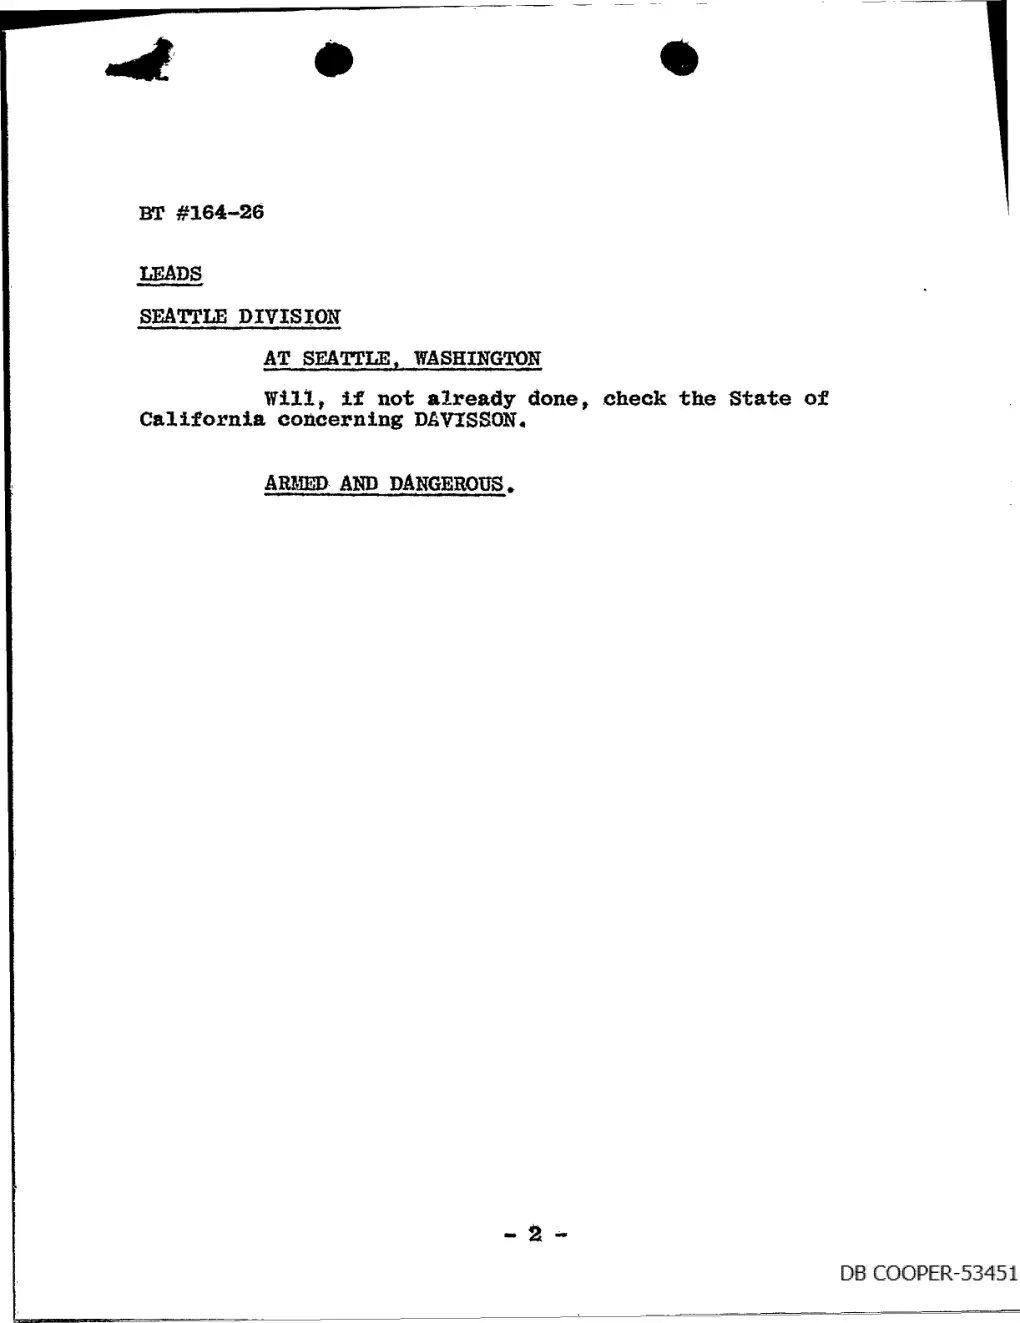 BT #164-26
LEADS
SEATTLE DIVISION
AT SEATTLE, WASHINGTON
Will, if not already done, check the State of
California concerning DAVISSON.
ARMED AND DANGEROUS.
- 2 -
DB COOPER-53451